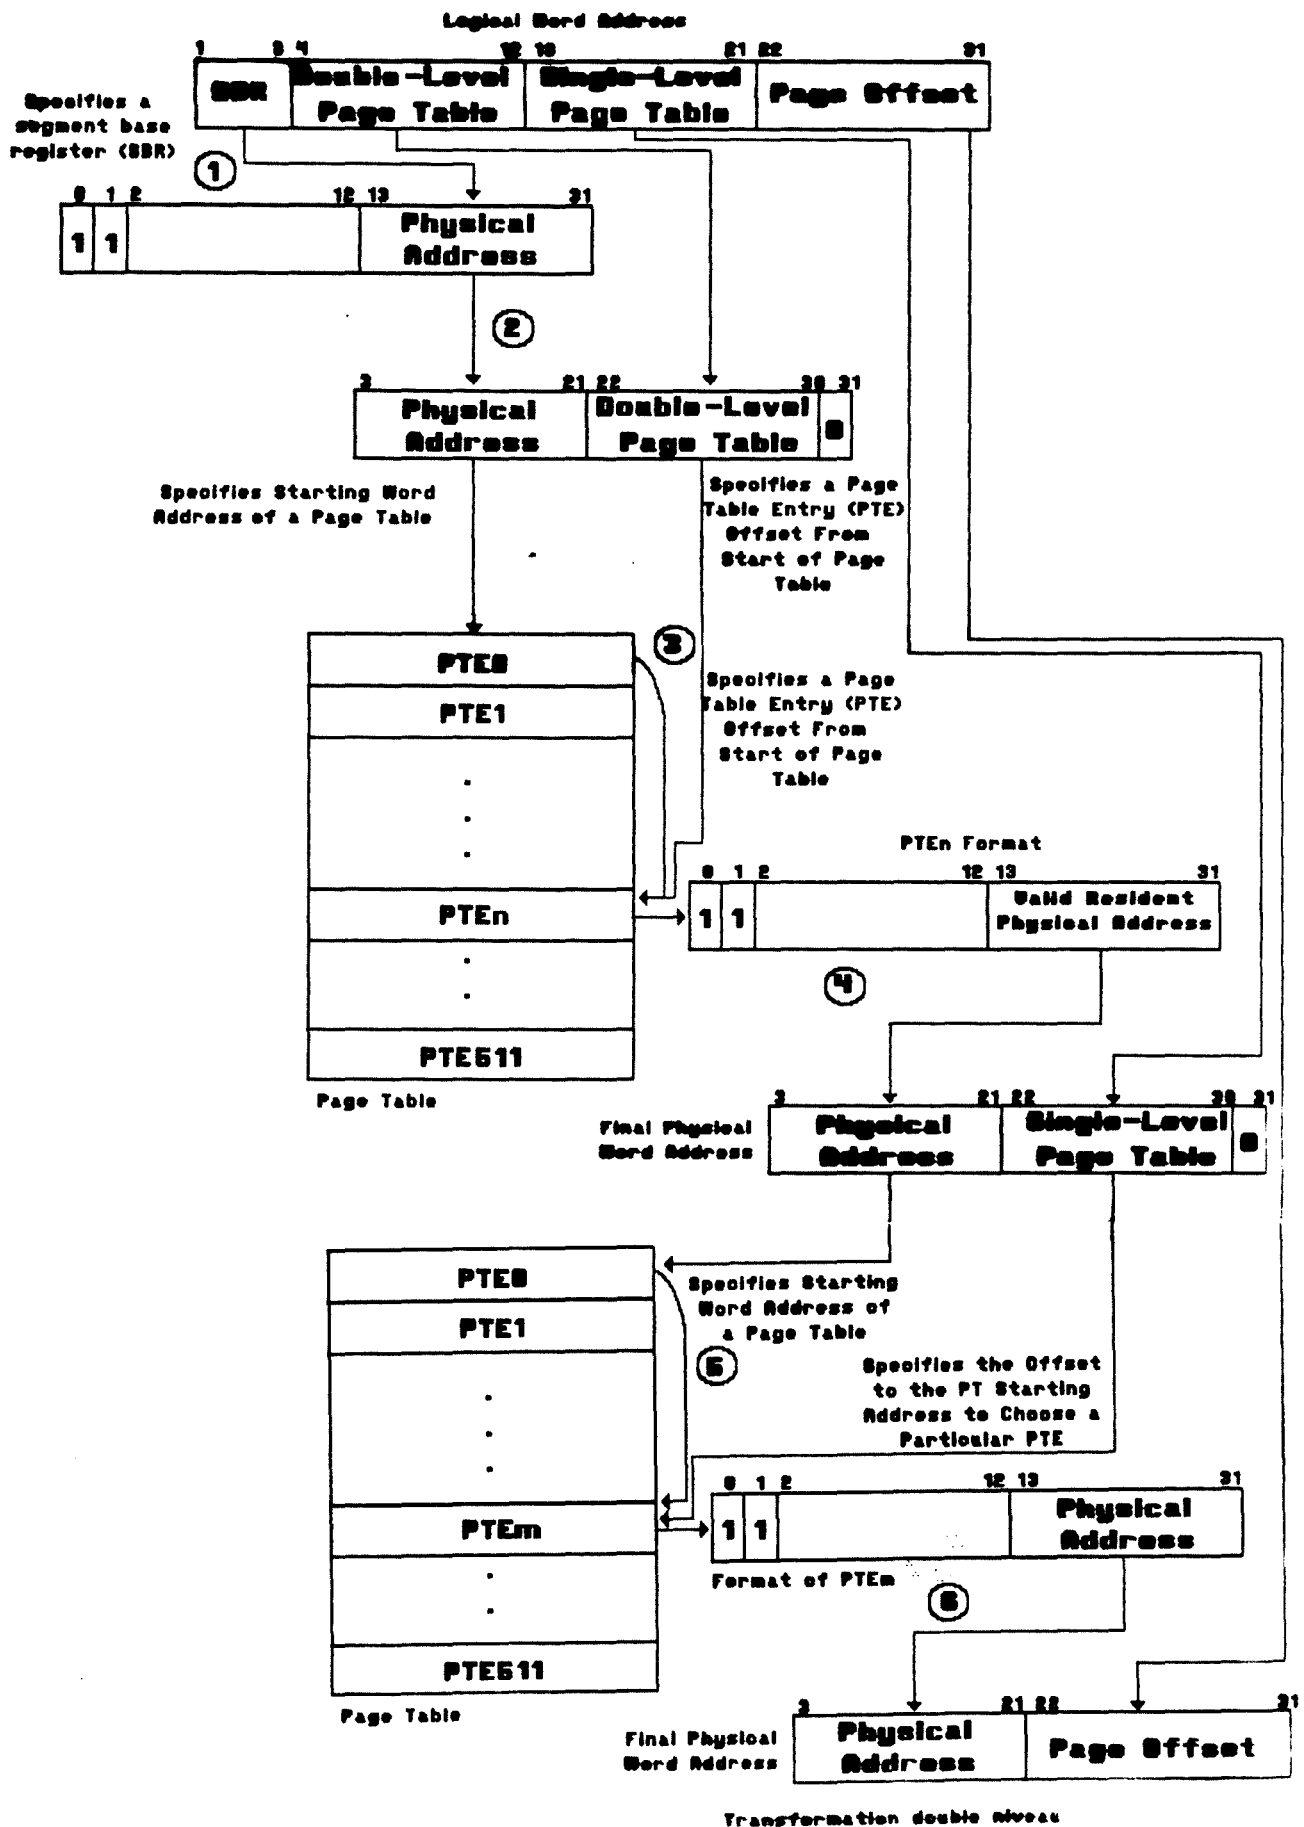 Logical Word Address
1 3 4 12 13 21 22 31
SBR
Double-Level
Page Table
Single-Level
Page Table
Page Offset
Specifies a
segment base
register (SBR)
1
0 1 2 12 13 31
1 1
Physical
Address
2
3 21 22 30 31
Physical
Address
Double-Level
Page Table
0
Specifies Starting Word
Address of a Page Table
Specifies a Page
Table Entry (PTE)
Offset From
Start of Page
Table
PTE0
3
PTE1
Specifies a Page
Table Entry (PTE)
Offset From
Start of Page
Table
PTEn Format
0 1 2 12 13 31
PTEn
1 1
Valid Resident
Physical Address
4
PTE511
Page Table
3 21 22 30 31
Final Physical
Word Address
Physical
Address
Single-Level
Page Table
0
PTE0
Specifies Starting
Word Address of
a Page Table
PTE1
5
Specifies the Offset
to the PT Starting
Address to Choose a
Particular PTE
0 1 2 12 13 31
PTEm
1 1
Physical
Address
Format of PTEm
6
PTE511
Page Table
3 21 22 31
Final Physical
Word Address
Physical
Address
Page Offset
Transformation double niveau